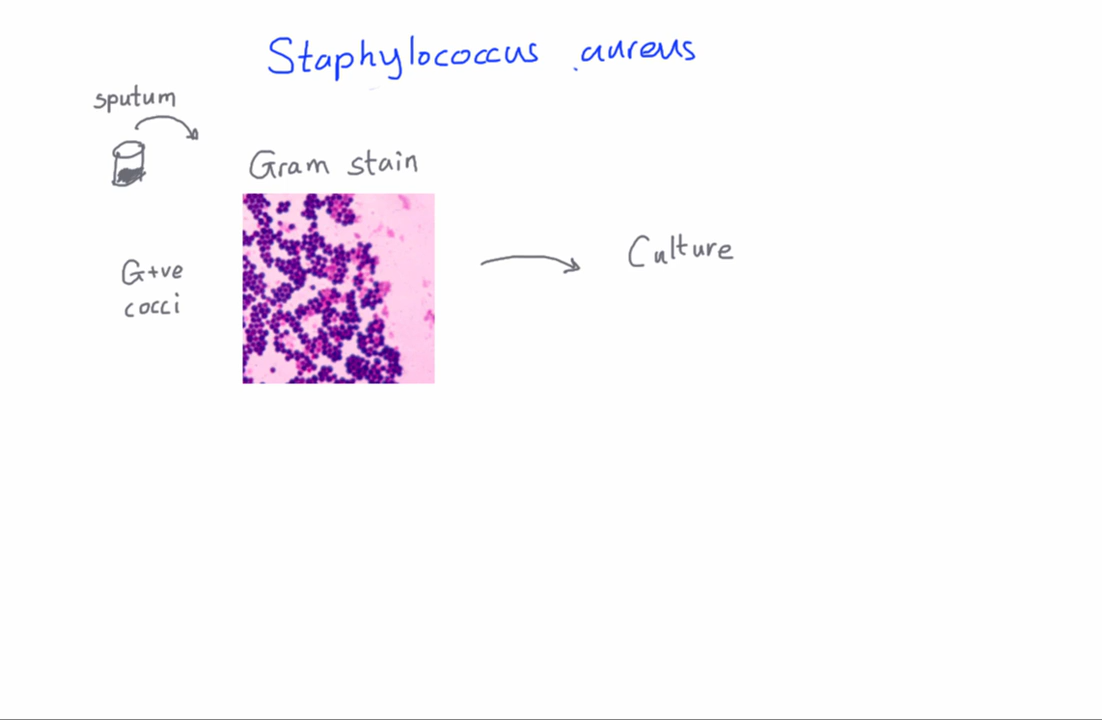 Staphylococcus aureus
sputum
Gram stain
G+ve
cocci
Culture